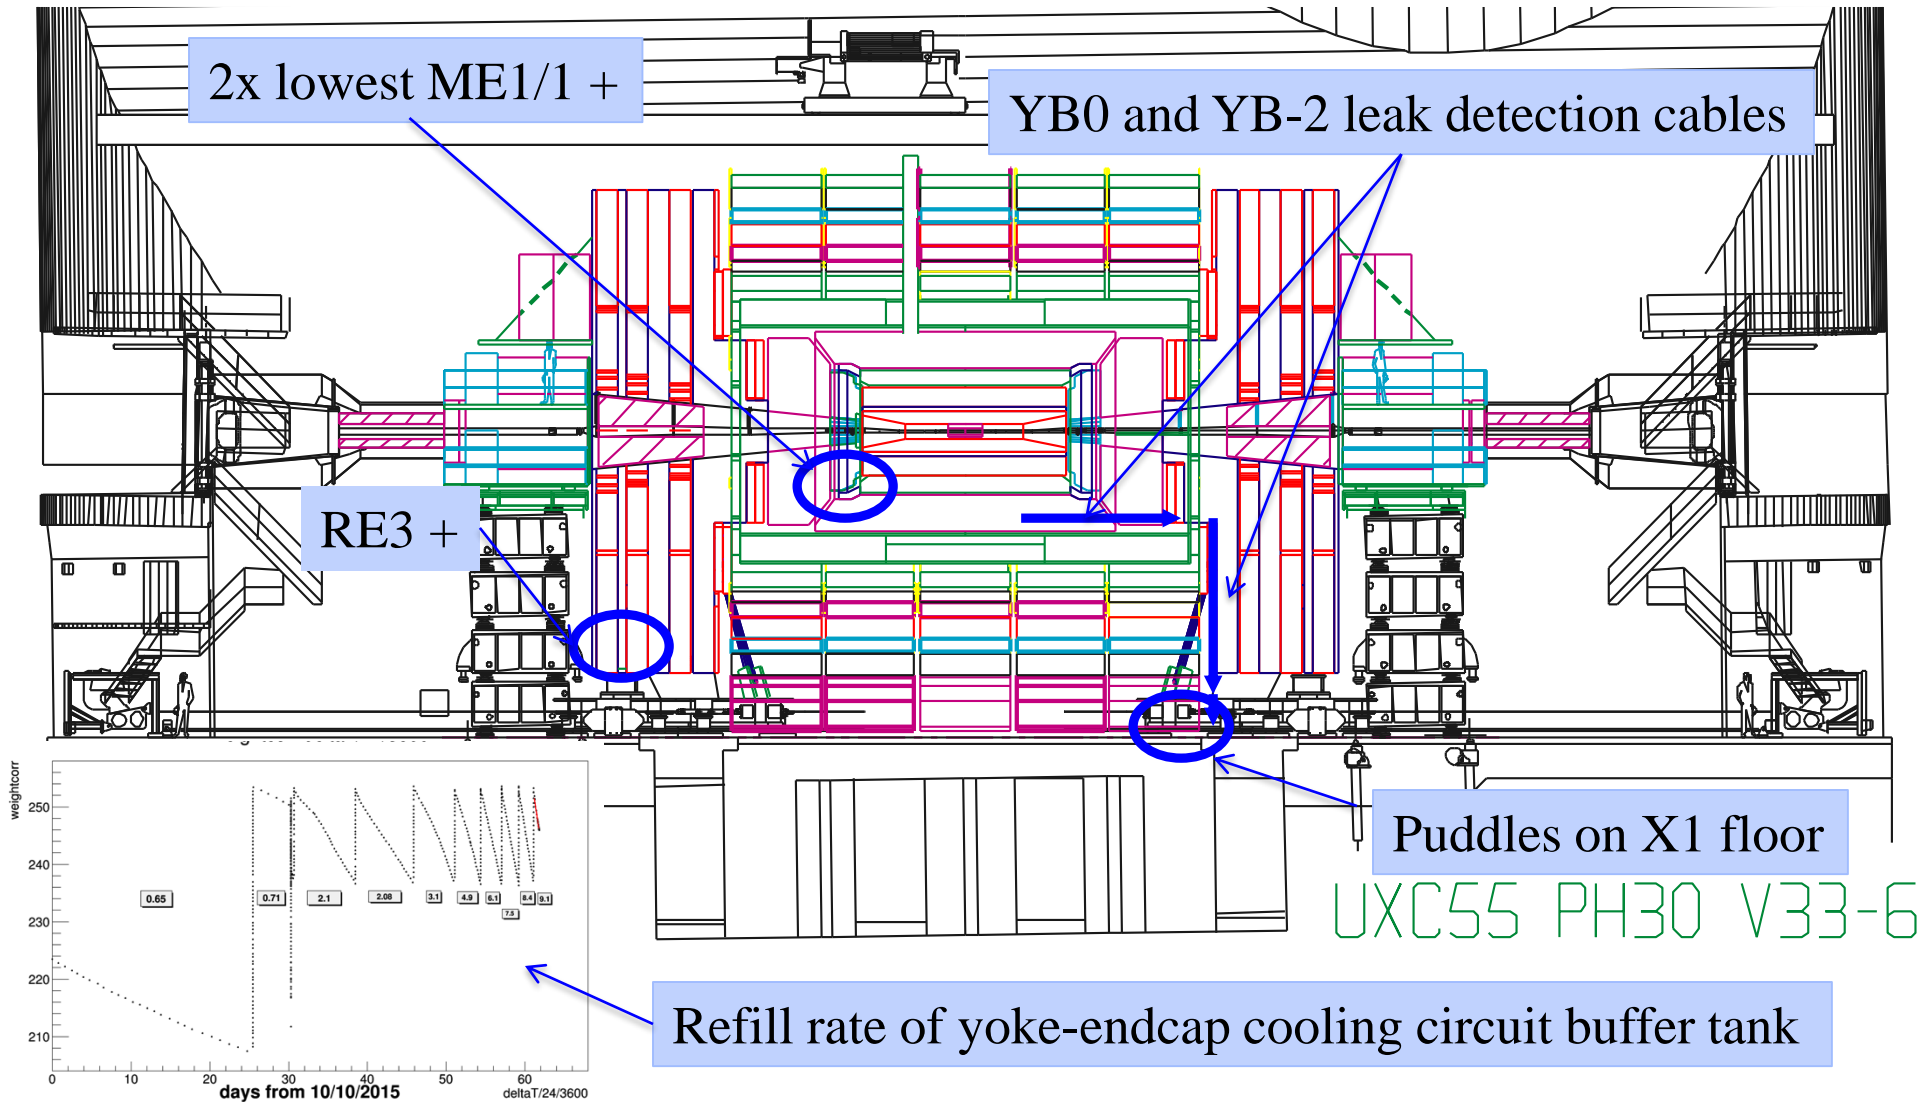 2x lowest ME1/1 +
YB0 and YB-2 leak detection cables
RE3 +
Puddles on X1 floor
UXC55 PH30 V33-6
Refill rate of yoke-endcap cooling circuit buffer tank
weightcorr
250
240
230
220
210
0.65
0.71
2.1
2.08
3.1
4.9
6.1
7.5
8.4
9.1
0 10 20 30 40 50 60
days from 10/10/2015
deltaT/24/3600